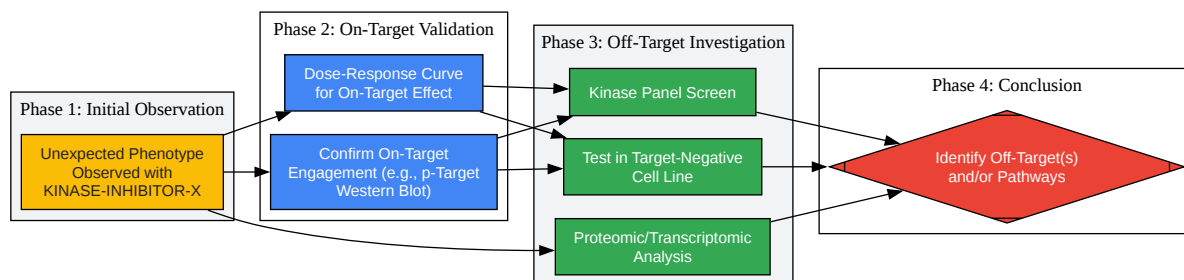 Phase 1: Initial Observation
Unexpected Phenotype
Observed with
KINASE-INHIBITOR-X
Phase 2: On-Target Validation
Dose-Response Curve
for On-Target Effect
Confirm On-Target
Engagement (e.g., p-Target
Western Blot)
Phase 3: Off-Target Investigation
Kinase Panel Screen
Test in Target-Negative
Cell Line
Proteomic/Transcriptomic
Analysis
Phase 4: Conclusion
Identify Off-Target(s)
and/or Pathways